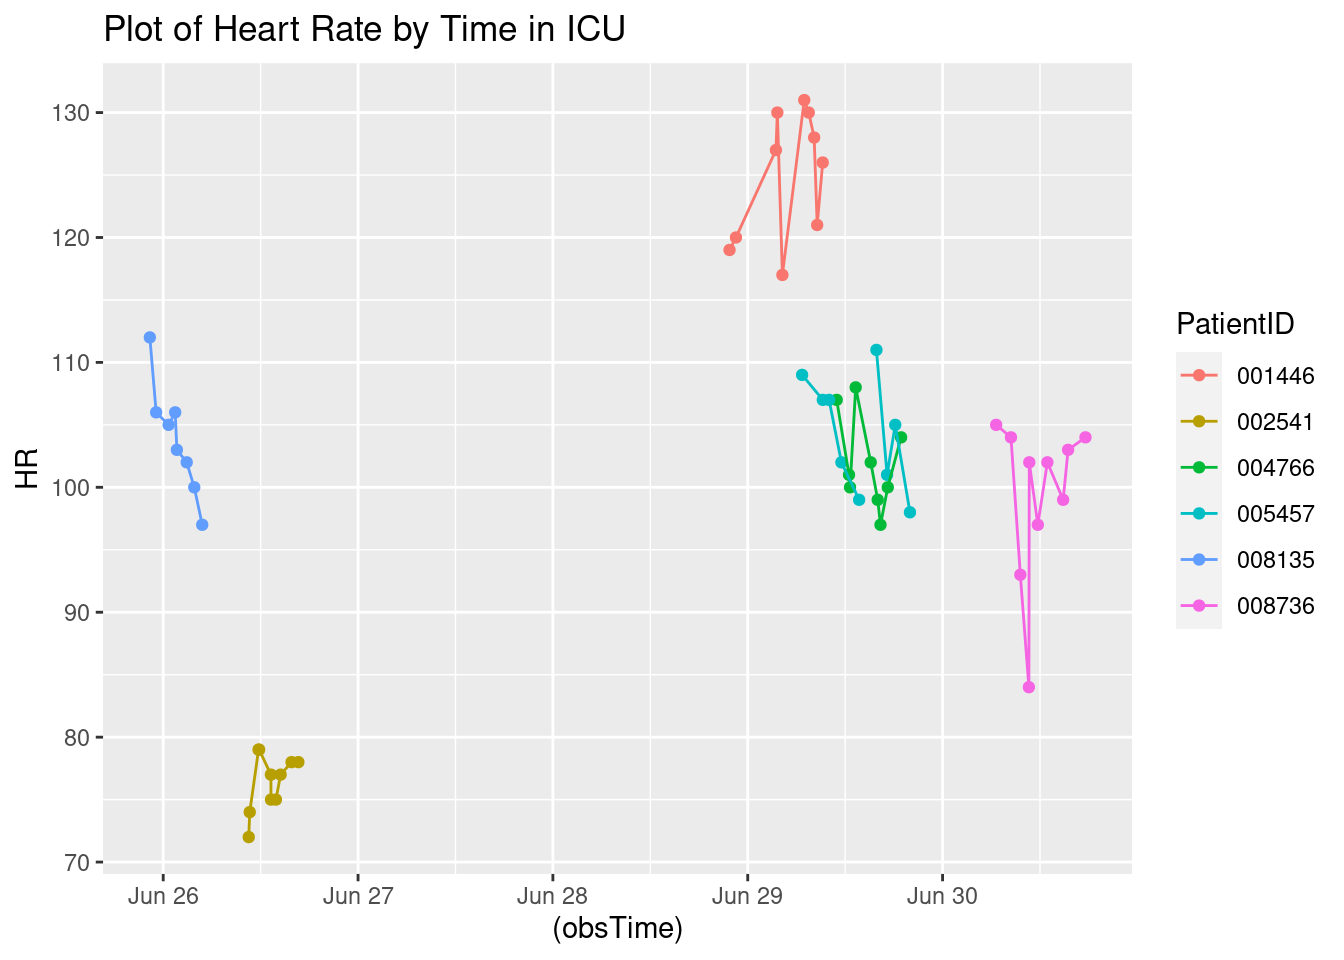 Plot of Heart Rate by Time in ICU
130
120
110
100
90
80
70
HR
Jun 26 Jun 27 Jun 28 Jun 29 Jun 30
(obsTime)
PatientID
001446
002541
004766
005457
008135
008736